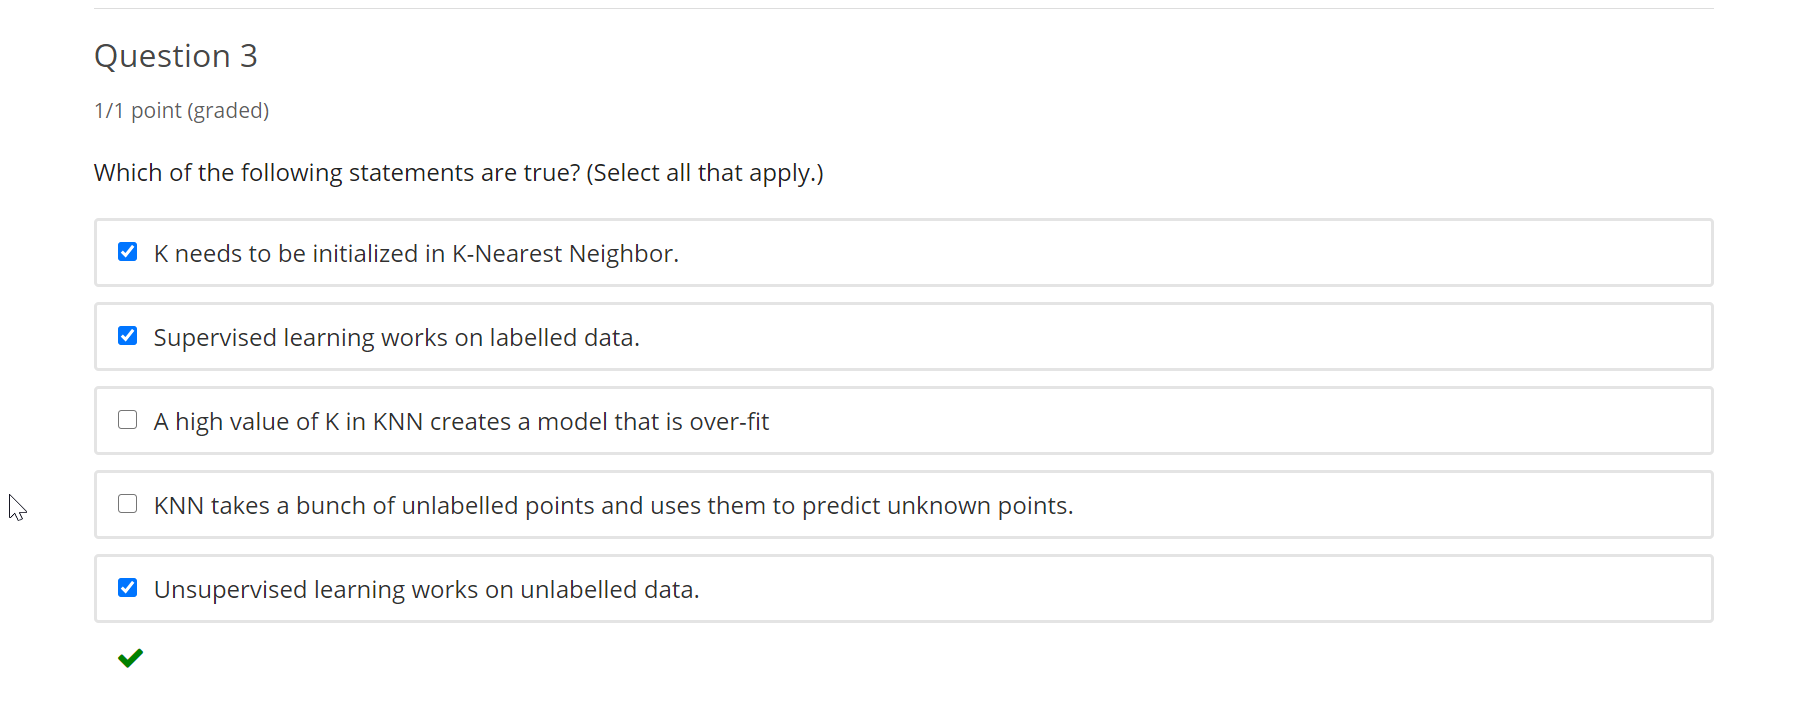 Question 3
1/1 point (graded)
Which of the following statements are true? (Select all that apply.)
K needs to be initialized in K-Nearest Neighbor.
Supervised learning works on labelled data.
A high value of K in KNN creates a model that is over-fit
KNN takes a bunch of unlabelled points and uses them to predict unknown points.
Unsupervised learning works on unlabelled data.